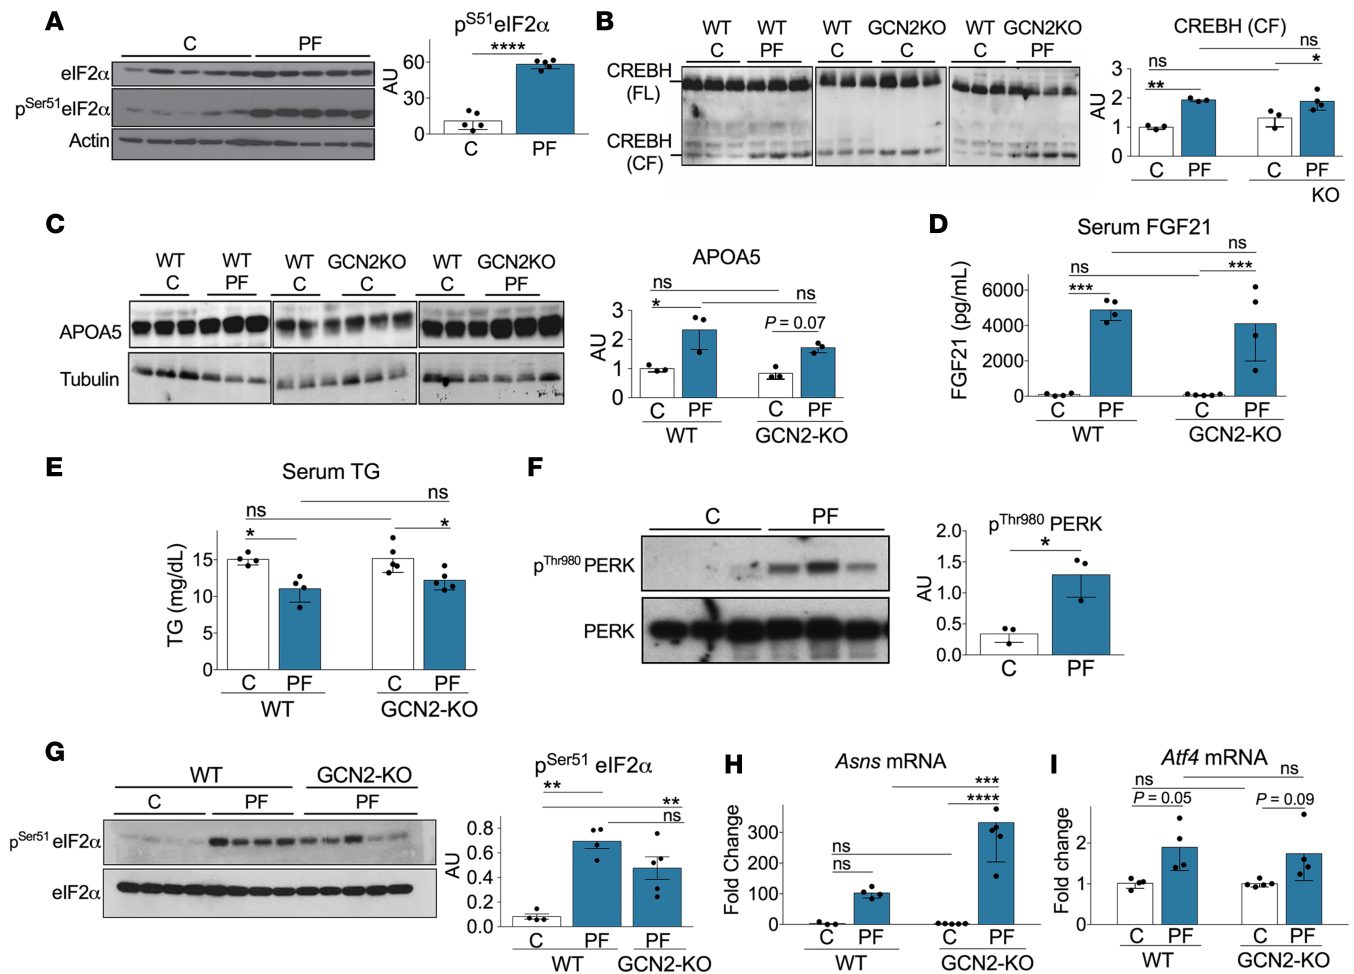 A
C
PF
eIF2α
pSer51eIF2α
Actin
pS51eIF2α
****
AU
60
30
0
C
PF
B
WT
WT
WT GCN2KO
WT GCN2KO
C
PF
C
C
C
PF
CREBH
(FL)
CREBH
(CF)
CREBH (CF)
ns
ns
*
**
AU
3
2
1
0
C
PF
C
PF
KO
C
WT
WT
WT GCN2KO
WT GCN2KO
C
PF
C
C
C
PF
APOA5
Tubulin
APOA5
ns
ns
*
P = 0.07
AU
3
2
1
0
C
PF
C
PF
WT
GCN2-KO
D
Serum FGF21
ns
ns
***
***
FGF21 (pg/mL)
6000
4000
2000
0
C
PF
C
PF
WT
GCN2-KO
E
Serum TG
ns
ns
*
*
TG (mg/dL)
15
10
5
0
C
PF
C
PF
WT
GCN2-KO
F
C
PF
pThr980 PERK
PERK
pThr980 PERK
*
AU
2.0
1.5
1.0
0.5
0.0
C
PF
G
WT
GCN2-KO
C
PF
PF
pSer51 eIF2α
eIF2α
pSer51 eIF2α
**
**
ns
AU
0.8
0.6
0.4
0.2
0.0
C
PF
PF
WT
GCN2-KO
H
Asns mRNA
***
****
ns
ns
Fold Change
300
200
100
0
C
PF
C
PF
WT
GCN2-KO
I
Atf4 mRNA
ns
ns
P = 0.05
P = 0.09
Fold change
2
1
0
C
PF
C
PF
WT
GCN2-KO